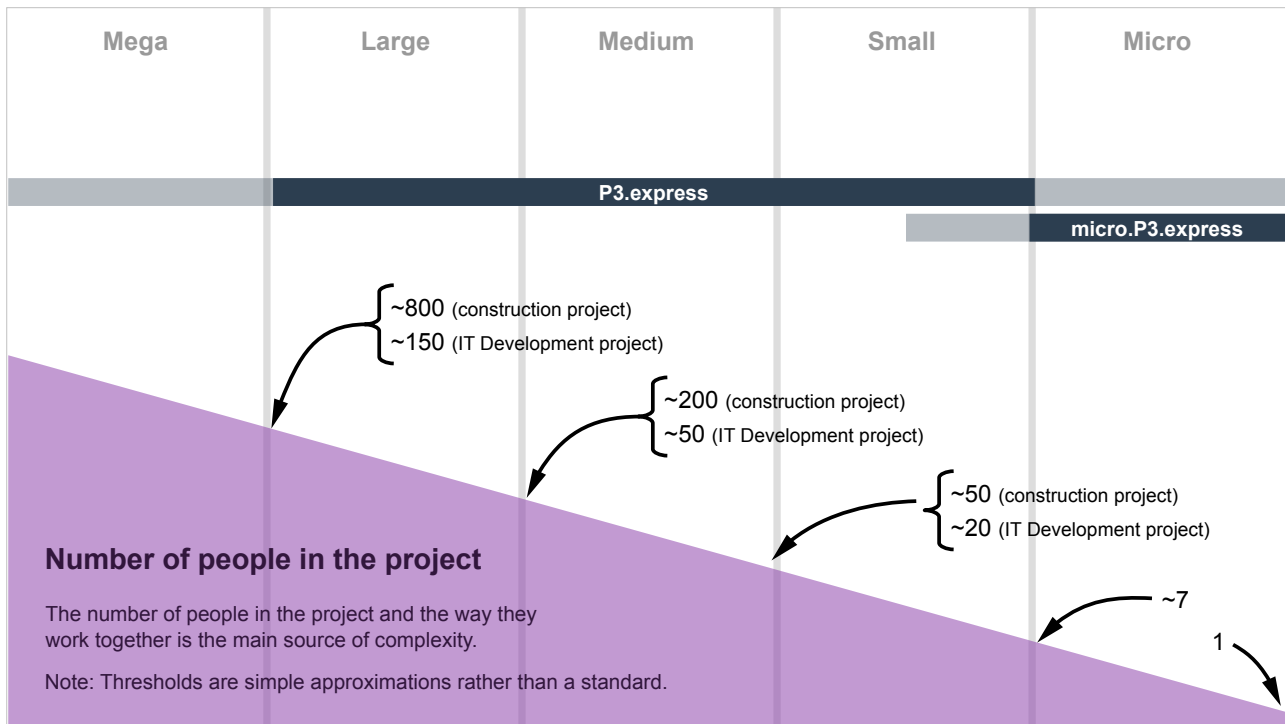 Mega
Large
Medium
Small
Micro
P3.express
micro.P3.express
~800 (construction project)
~150 (IT Development project)
~200 (construction project)
~50 (IT Development project)
~50 (construction project)
~20 (IT Development project)
~7
1
Number of people in the project
The number of people in the project and the way they
work together is the main source of complexity.
Note: Thresholds are simple approximations rather than a standard.